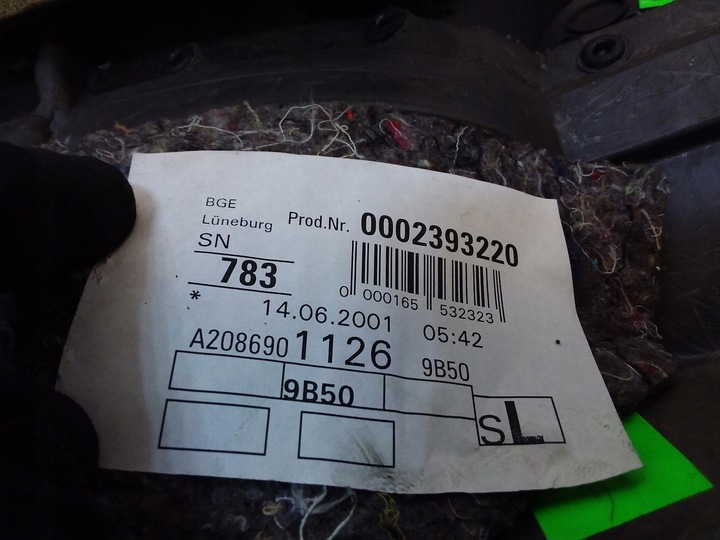 BGE
Lüneburg Prod.Nr. 0002393220
SN
783
0 000165 532323
* 14.06.2001 05:42
A208690 1126 9B50
9B50
SL